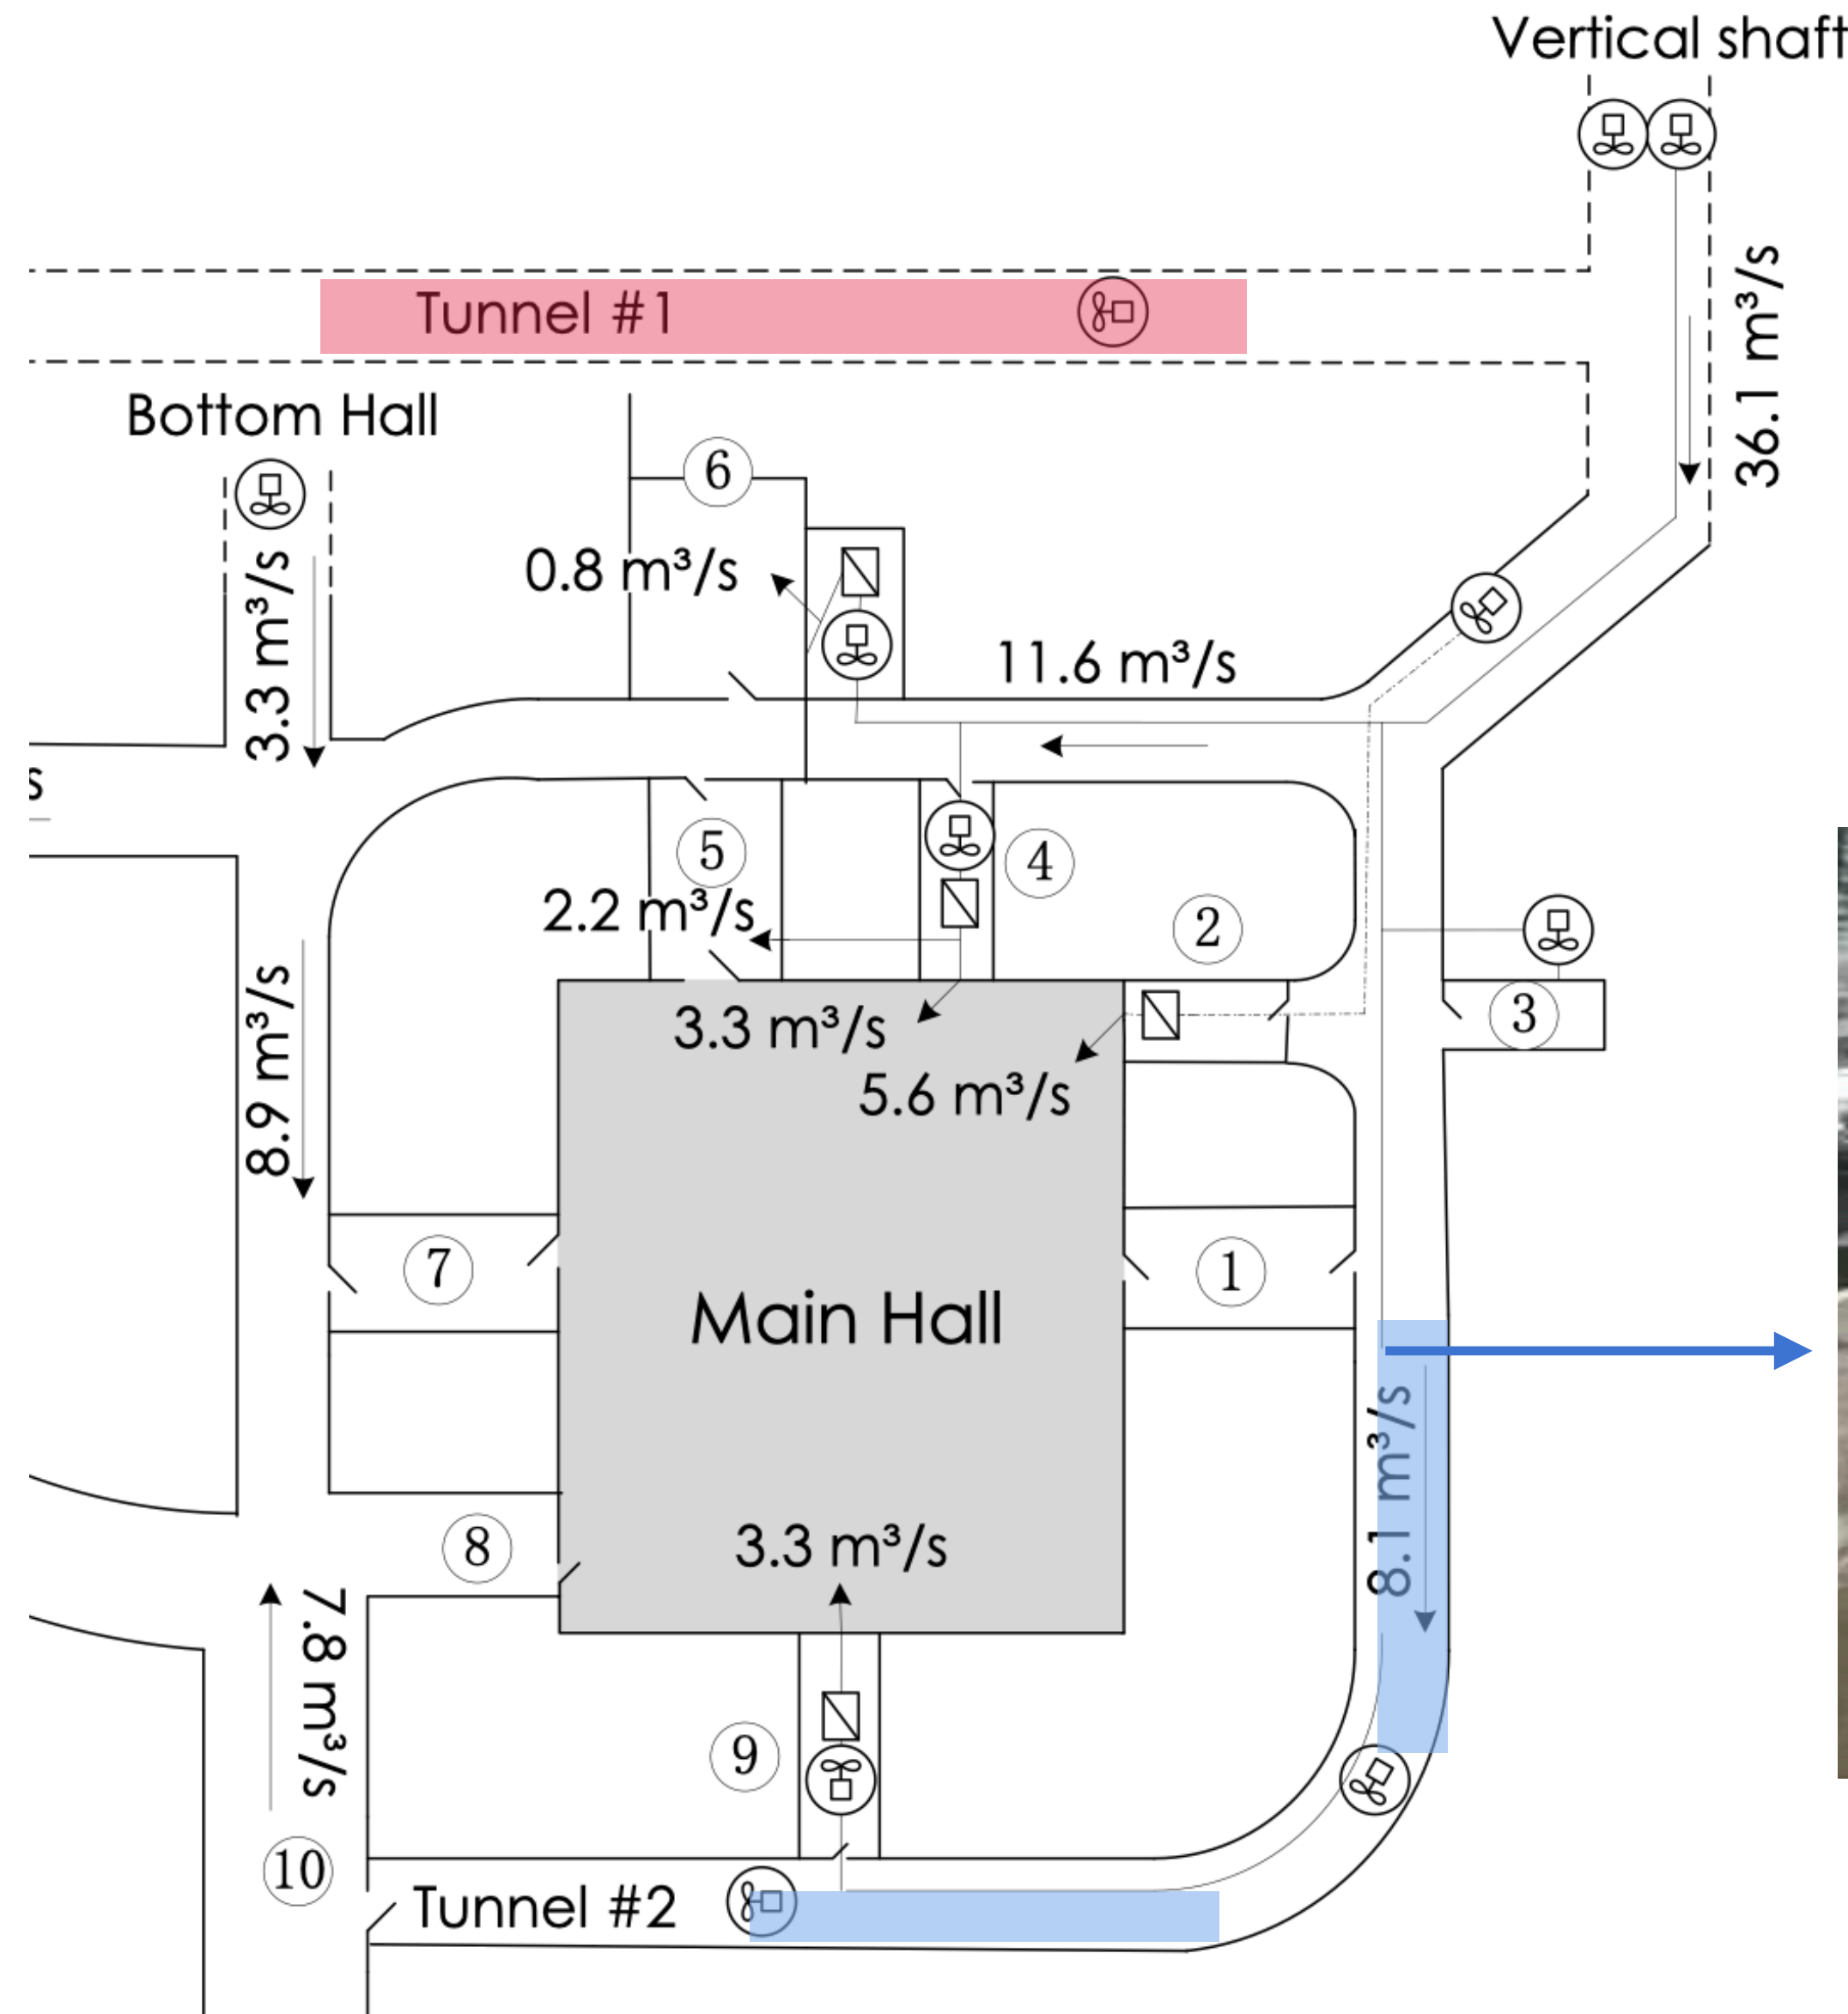 Vertical shaft
36.1 m³/s
Tunnel #1
Bottom Hall
3.3 m³/s
6
0.8 m³/s
11.6 m³/s
s
5
4
2
2.2 m³/s
3.3 m³/s
3
5.6 m³/s
8.9 m³/s
7
1
Main Hall
8.1 m³/s
8
3.3 m³/s
7.8 m³/s
9
10
Tunnel #2